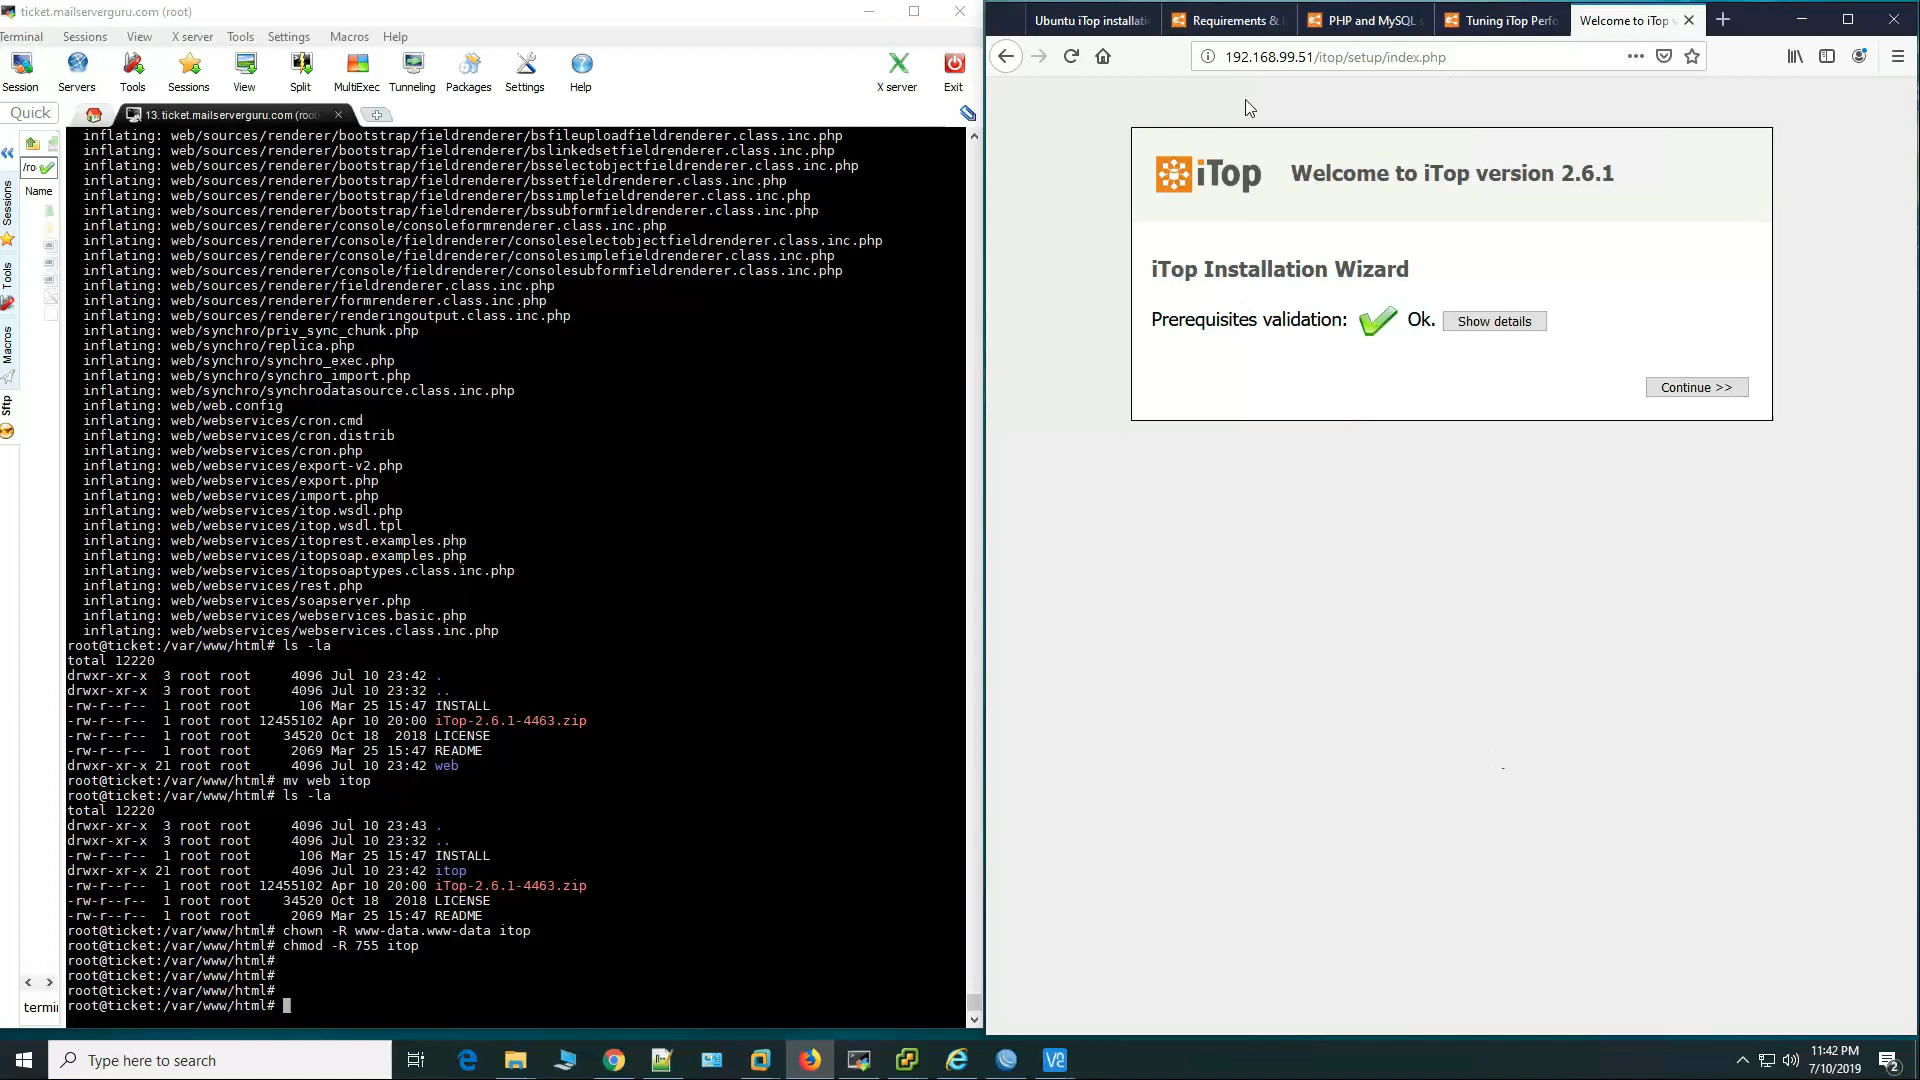 ticket.mailserverguru.com (root)
Terminal Sessions View X server Tools Settings Macros Help
Session Servers Tools Sessions View Split MultiExec Tunneling Packages Settings Help X server Exit
Quick
13. ticket.mailserverguru.com (root
/ro
Name
Sessions
Tools
Macros
Sftp
inflating: web/sources/renderer/bootstrap/fieldrenderer/bsfileuploadfieldrenderer.class.inc.php
inflating: web/sources/renderer/bootstrap/fieldrenderer/bslinkedsetfieldrenderer.class.inc.php
inflating: web/sources/renderer/bootstrap/fieldrenderer/bsselectobjectfieldrenderer.class.inc.php
inflating: web/sources/renderer/bootstrap/fieldrenderer/bssetfieldrenderer.class.inc.php
inflating: web/sources/renderer/bootstrap/fieldrenderer/bssimplefieldrenderer.class.inc.php
inflating: web/sources/renderer/bootstrap/fieldrenderer/bssubformfieldrenderer.class.inc.php
inflating: web/sources/renderer/console/consoleformrenderer.class.inc.php
inflating: web/sources/renderer/console/fieldrenderer/consoleselectobjectfieldrenderer.class.inc.php
inflating: web/sources/renderer/console/fieldrenderer/consolesimplefieldrenderer.class.inc.php
inflating: web/sources/renderer/console/fieldrenderer/consolesubformfieldrenderer.class.inc.php
inflating: web/sources/renderer/fieldrenderer.class.inc.php
inflating: web/sources/renderer/formrenderer.class.inc.php
inflating: web/sources/renderer/renderingoutput.class.inc.php
inflating: web/synchro/priv_sync_chunk.php
inflating: web/synchro/replica.php
inflating: web/synchro/synchro_exec.php
inflating: web/synchro/synchro_import.php
inflating: web/synchro/synchrodatasource.class.inc.php
inflating: web/web.config
inflating: web/webservices/cron.cmd
inflating: web/webservices/cron.distrib
inflating: web/webservices/cron.php
inflating: web/webservices/export-v2.php
inflating: web/webservices/export.php
inflating: web/webservices/import.php
inflating: web/webservices/itop.wsdl.php
inflating: web/webservices/itop.wsdl.tpl
inflating: web/webservices/itoprest.examples.php
inflating: web/webservices/itopsoap.examples.php
inflating: web/webservices/itopsoaptypes.class.inc.php
inflating: web/webservices/rest.php
inflating: web/webservices/soapserver.php
inflating: web/webservices/webservices.basic.php
inflating: web/webservices/webservices.class.inc.php
root@ticket:/var/www/html# ls -la
total 12220
drwxr-xr-x 3 root root 4096 Jul 10 23:42 .
drwxr-xr-x 3 root root 4096 Jul 10 23:32 ..
-rw-r--r-- 1 root root 106 Mar 25 15:47 INSTALL
-rw-r--r-- 1 root root 12455102 Apr 10 20:00 iTop-2.6.1-4463.zip
-rw-r--r-- 1 root root 34520 Oct 18 2018 LICENSE
-rw-r--r-- 1 root root 2069 Mar 25 15:47 README
drwxr-xr-x 21 root root 4096 Jul 10 23:42 web
root@ticket:/var/www/html# mv web itop
root@ticket:/var/www/html# ls -la
total 12220
drwxr-xr-x 3 root root 4096 Jul 10 23:43 .
drwxr-xr-x 3 root root 4096 Jul 10 23:32 ..
-rw-r--r-- 1 root root 106 Mar 25 15:47 INSTALL
drwxr-xr-x 21 root root 4096 Jul 10 23:42 itop
-rw-r--r-- 1 root root 12455102 Apr 10 20:00 iTop-2.6.1-4463.zip
-rw-r--r-- 1 root root 34520 Oct 18 2018 LICENSE
-rw-r--r-- 1 root root 2069 Mar 25 15:47 README
root@ticket:/var/www/html# chown -R www-data.www-data itop
root@ticket:/var/www/html# chmod -R 755 itop
root@ticket:/var/www/html#
root@ticket:/var/www/html#
root@ticket:/var/www/html#
root@ticket:/var/www/html#
termi
Ubuntu iTop installati Requirements & PHP and MySQL s Tuning iTop Perfo Welcome to iTop v
192.168.99.51/itop/setup/index.php
iTop Welcome to iTop version 2.6.1
iTop Installation Wizard
Prerequisites validation: Ok. Show details
Continue >>
Type here to search
11:42 PM
7/10/2019
2